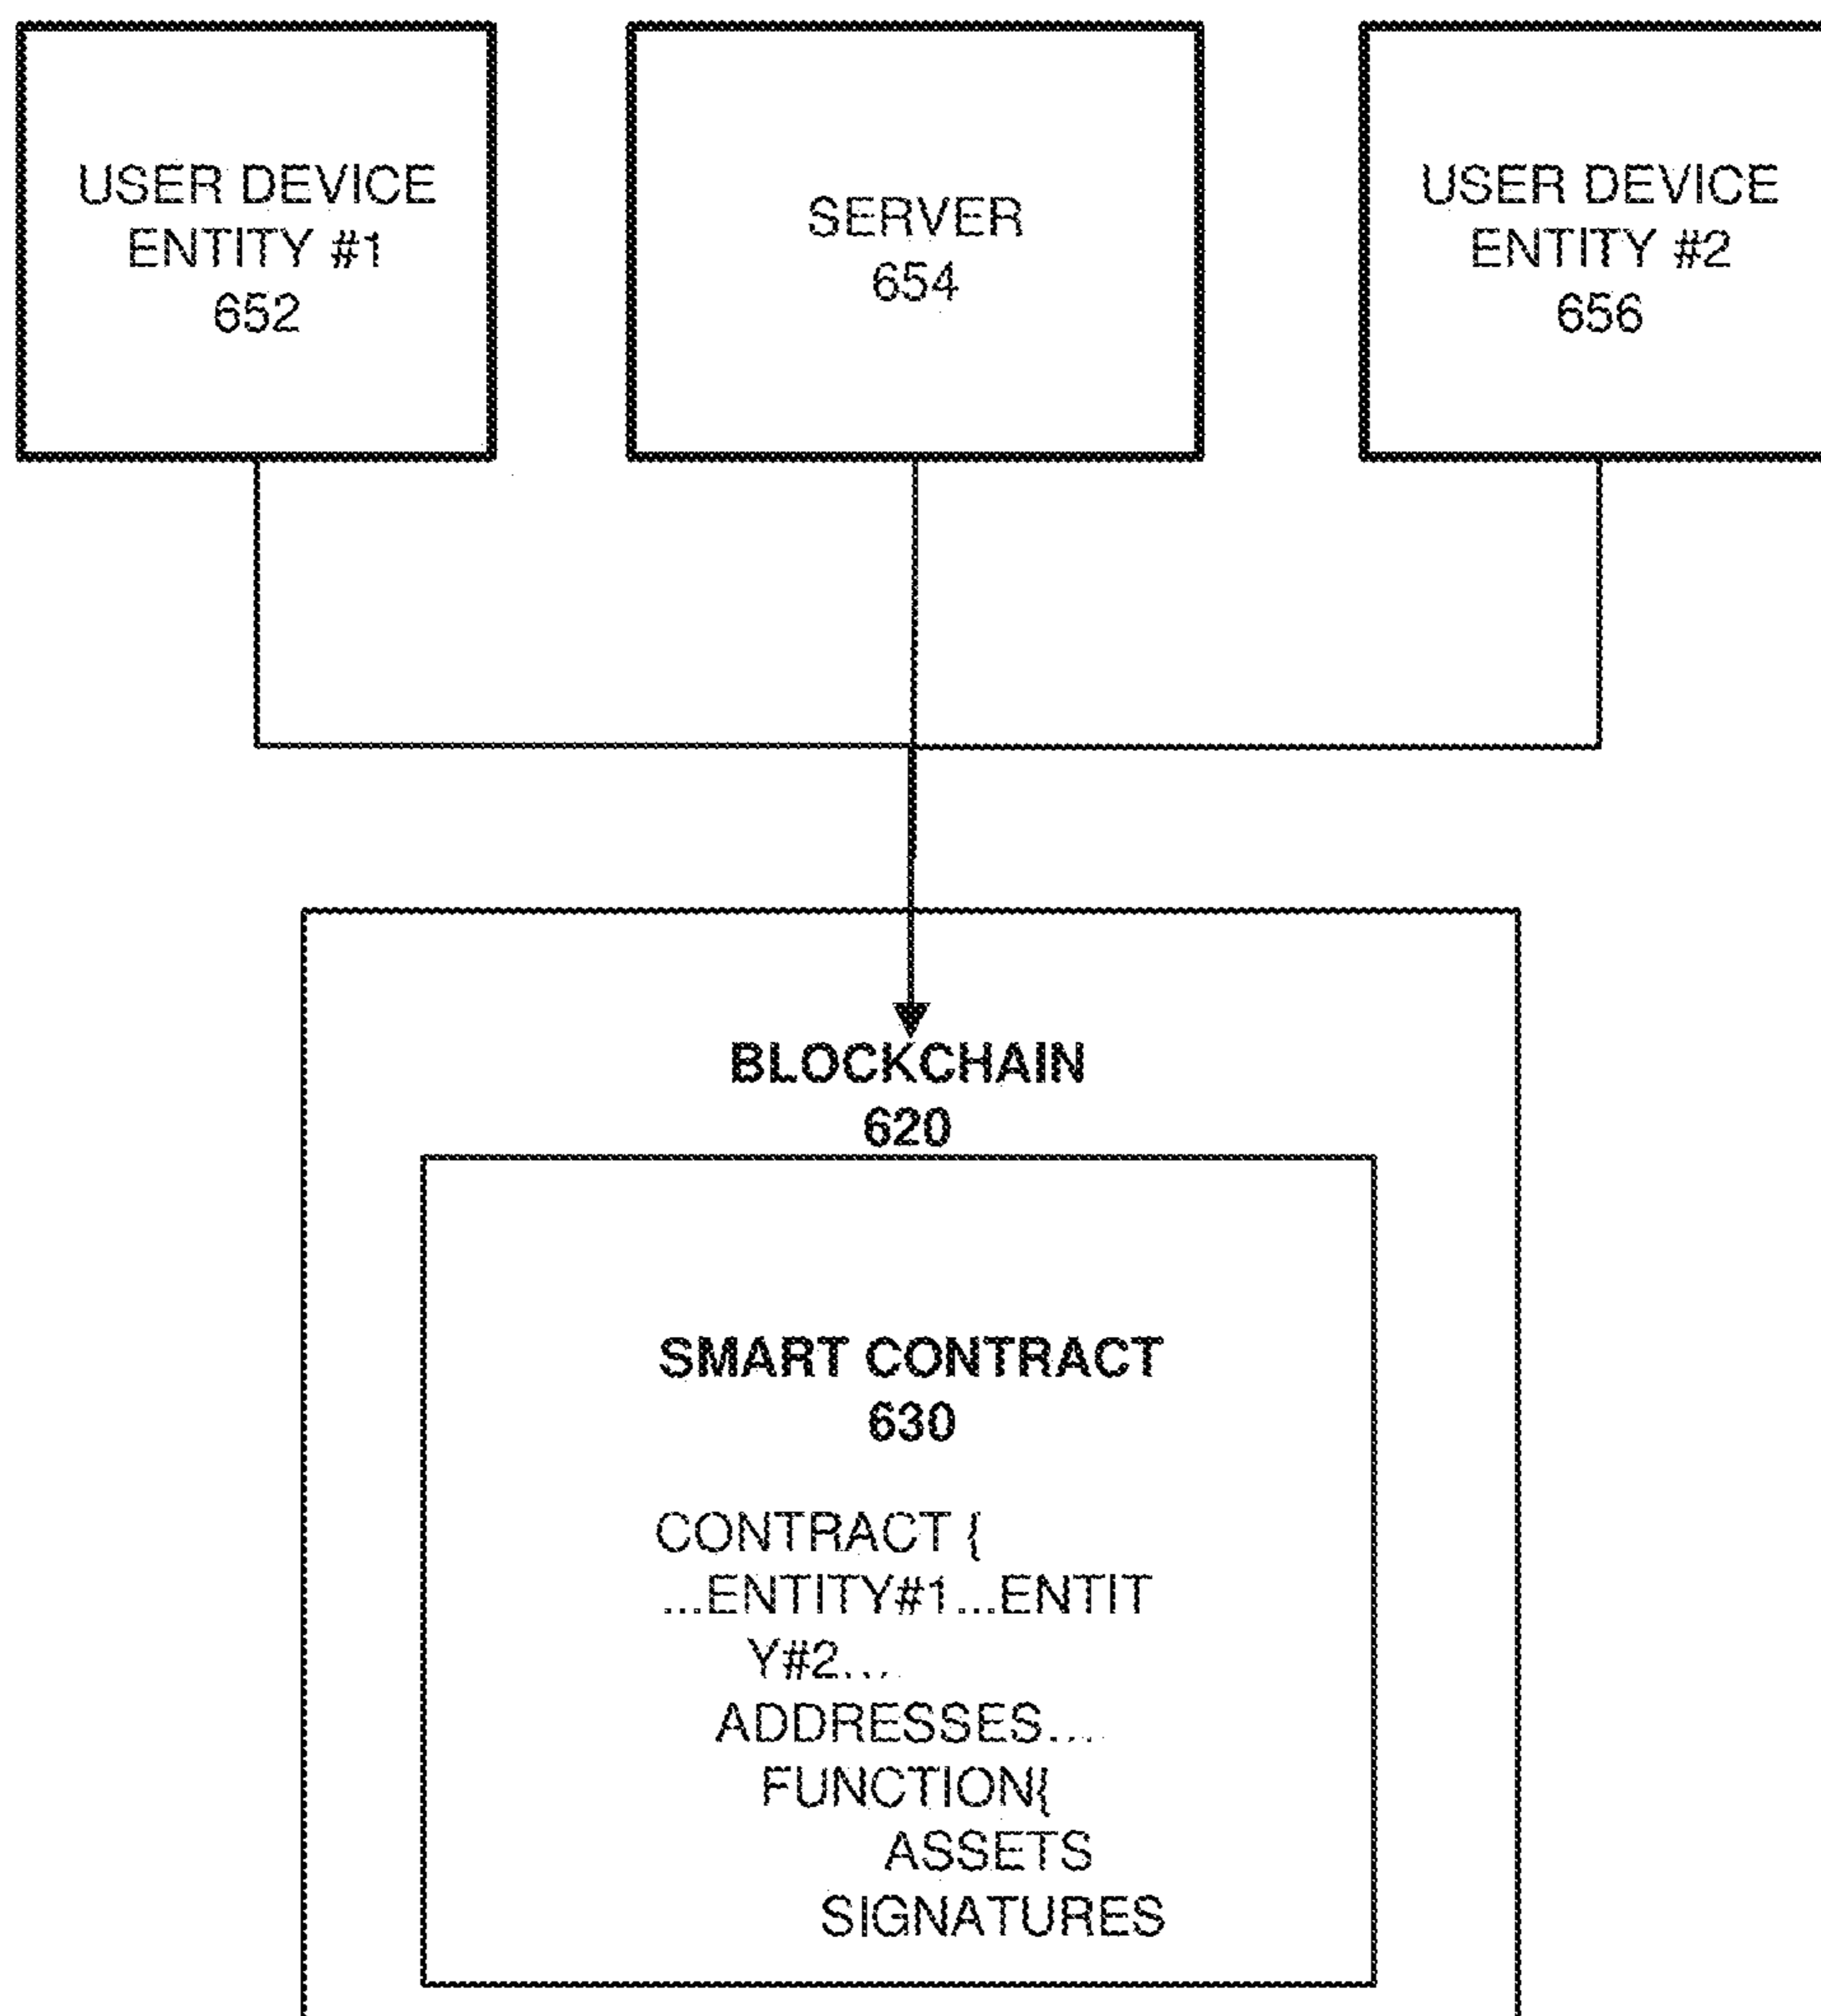 USER DEVICE
ENTITY #1
652
SERVER
654
USER DEVICE
ENTITY #2
656
BLOCKCHAIN
620
SMART CONTRACT
630
CONTRACT {
...ENTITY#1...ENTIT
Y#2...
ADDRESSES....
FUNCTION{
ASSETS
SIGNATURES